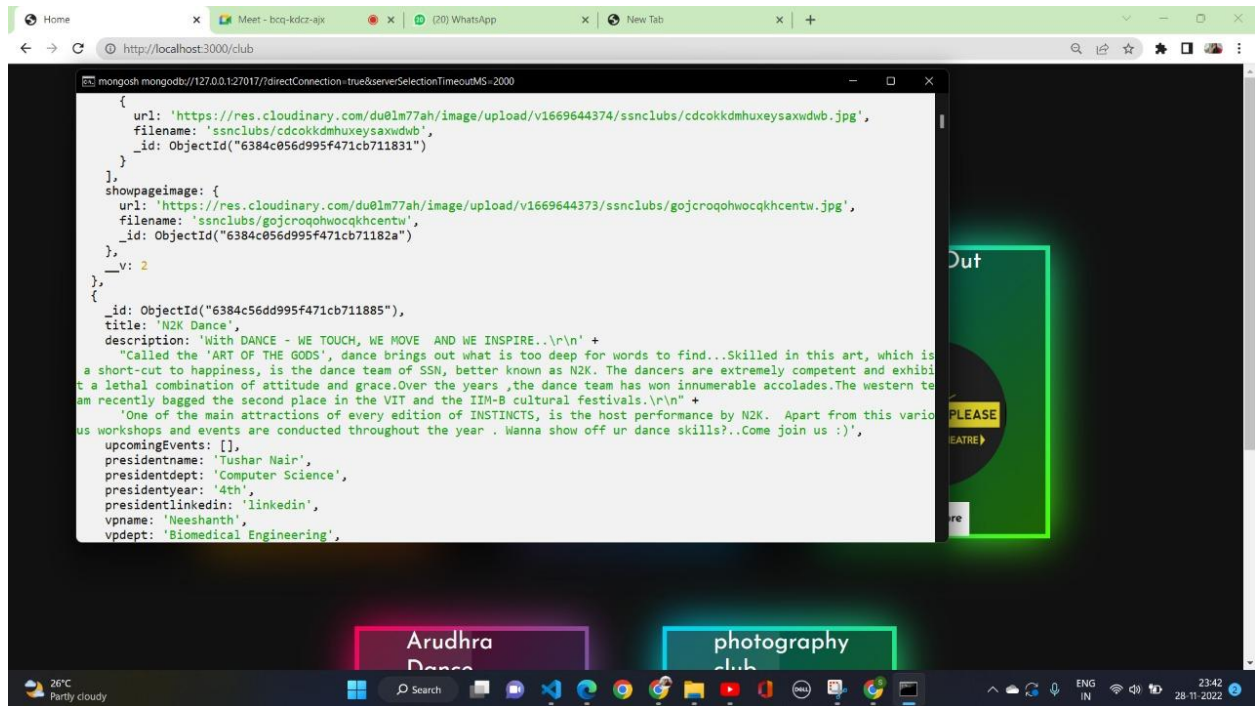 Home
Meet - bcq-kdcz-ajx
(20) WhatsApp
New Tab
http://localhost:3000/club
mongosh mongodb://127.0.0.1:27017/?directConnection=true&serverSelectionTimeoutMS=2000
{
url: 'https://res.cloudinary.com/du0lm77ah/image/upload/v1669644374/ssnclubs/cdcokkdmhuxeysaxwdwb.jpg',
filename: 'ssnclubs/cdcokkdmhuxeysaxwdwb',
_id: ObjectId("6384c056d995f471cb711831")
}
],
showpageimage: {
url: 'https://res.cloudinary.com/du0lm77ah/image/upload/v1669644373/ssnclubs/gojcroqohwocqkhcentw.jpg',
filename: 'ssnclubs/gojcroqohwocqkhcentw',
_id: ObjectId("6384c056d995f471cb71182a")
},
__v: 2
},
{
_id: ObjectId("6384c56dd995f471cb711885"),
title: 'N2K Dance',
description: 'With DANCE - WE TOUCH, WE MOVE  AND WE INSPIRE..\r\n' +
"Called the 'ART OF THE GODS', dance brings out what is too deep for words to find...Skilled in this art, which is
a short-cut to happiness, is the dance team of SSN, better known as N2K. The dancers are extremely competent and exhibi
t a lethal combination of attitude and grace.Over the years ,the dance team has won innumerable accolades.The western te
am recently bagged the second place in the VIT and the IIM-B cultural festivals.\r\n" +
'One of the main attractions of every edition of INSTINCTS, is the host performance by N2K.  Apart from this vario
us workshops and events are conducted throughout the year . Wanna show off ur dance skills?..Come join us :)',
upcomingEvents: [],
presidentname: 'Tushar Nair',
presidentdept: 'Computer Science',
presidentyear: '4th',
presidentlinkedin: 'linkedin',
vpname: 'Neeshanth',
vpdept: 'Biomedical Engineering',
Out
PLEASE
EATRE
re
Arudhra
Dance
photography
club
26°C
Partly cloudy
Search
DELL
ENG
IN
23:42
28-11-2022
2